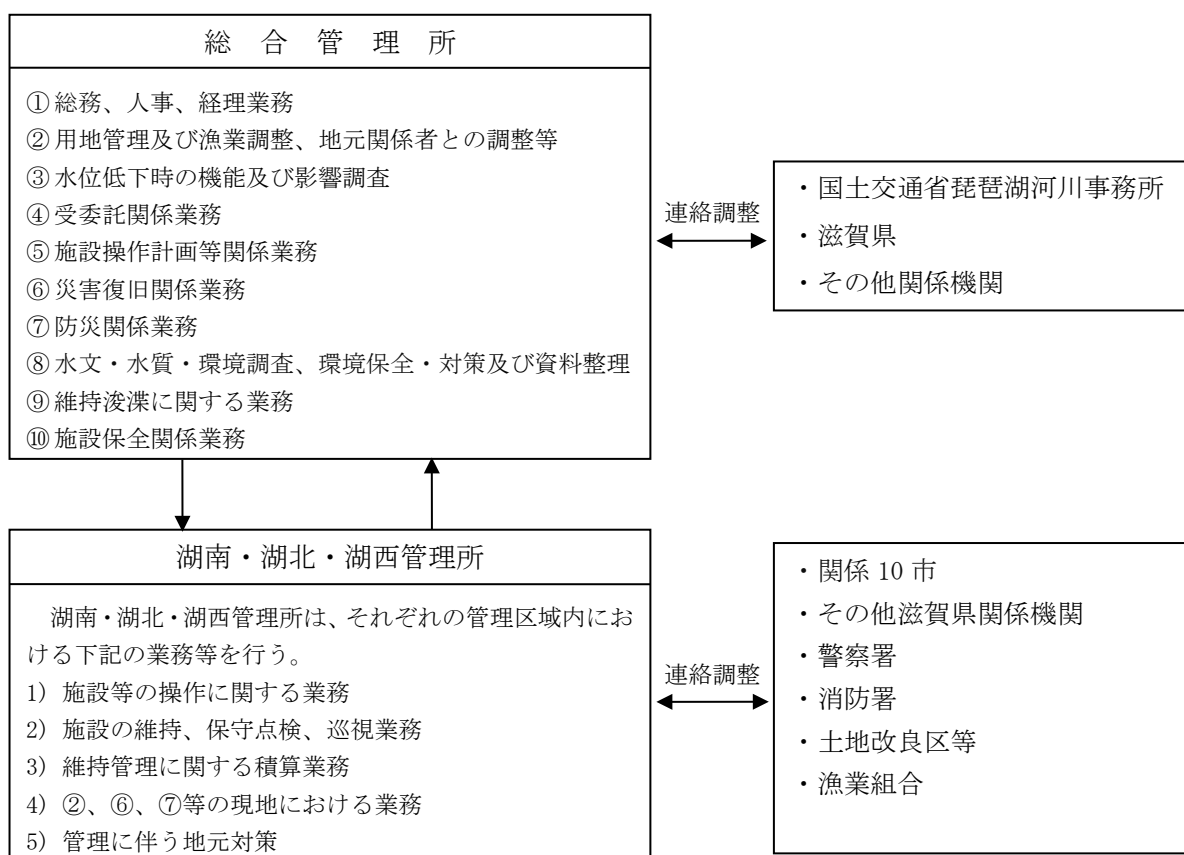 総 合 管 理 所
①総務、人事、経理業務
②用地管理及び漁業調整、地元関係者との調整等
③水位低下時の機能及び影響調査
④受委託関係業務
⑤施設操作計画等関係業務
⑥災害復旧関係業務
⑦防災関係業務
⑧水文・水質・環境調査、環境保全・対策及び資料整理
⑨維持浚渫に関する業務
⑩施設保全関係業務
連絡調整
・国土交通省琵琶湖河川事務所
・滋賀県
・その他関係機関
湖南・湖北・湖西管理所
湖南・湖北・湖西管理所は、それぞれの管理区域内にお
ける下記の業務等を行う。
1) 施設等の操作に関する業務
2) 施設の維持、保守点検、巡視業務
3) 維持管理に関する積算業務
4) ②、⑥、⑦等の現地における業務
5) 管理に伴う地元対策
連絡調整
・関係 10 市
・その他滋賀県関係機関
・警察署
・消防署
・土地改良区等
・漁業組合